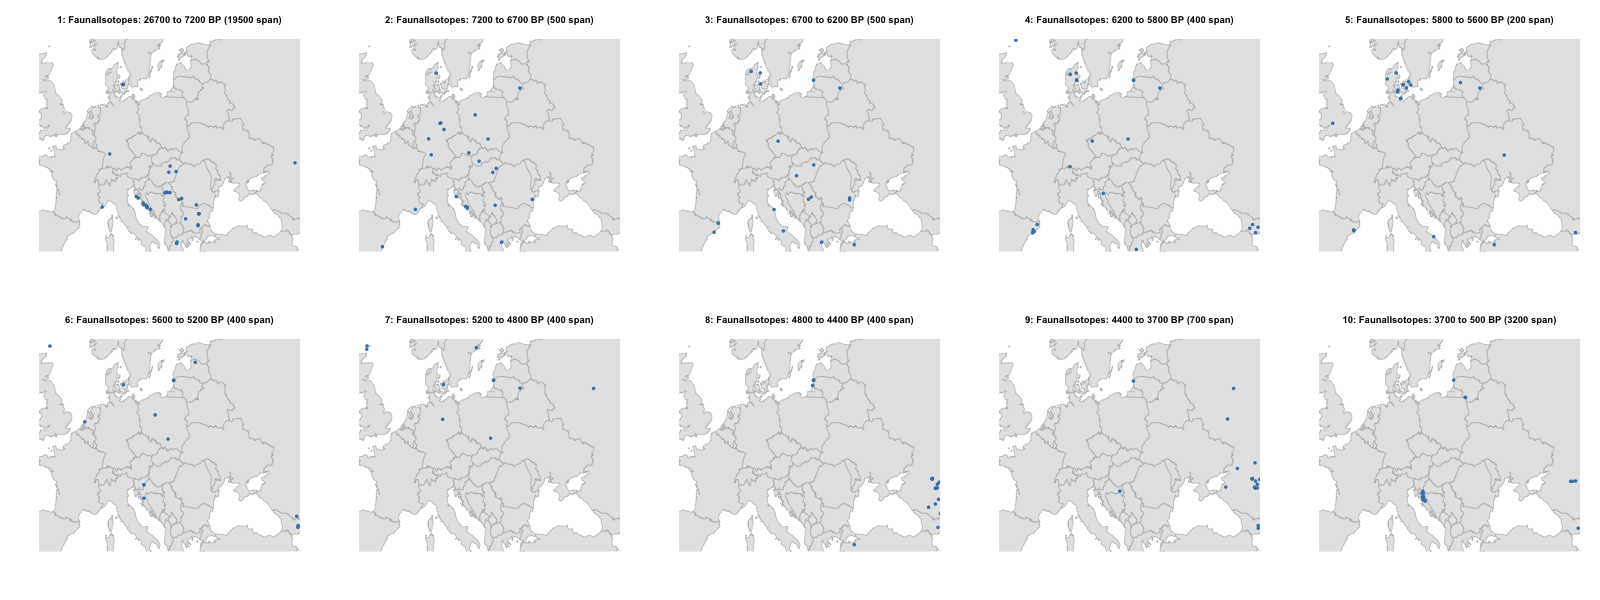 1: FaunalIsotopes: 26700 to 7200 BP (19500 span)
2: FaunalIsotopes: 7200 to 6700 BP (500 span)
3: FaunalIsotopes: 6700 to 6200 BP (500 span)
4: FaunalIsotopes: 6200 to 5800 BP (400 span)
5: FaunalIsotopes: 5800 to 5600 BP (200 span)
6: FaunalIsotopes: 5600 to 5200 BP (400 span)
7: FaunalIsotopes: 5200 to 4800 BP (400 span)
8: FaunalIsotopes: 4800 to 4400 BP (400 span)
9: FaunalIsotopes: 4400 to 3700 BP (700 span)
10: FaunalIsotopes: 3700 to 500 BP (3200 span)